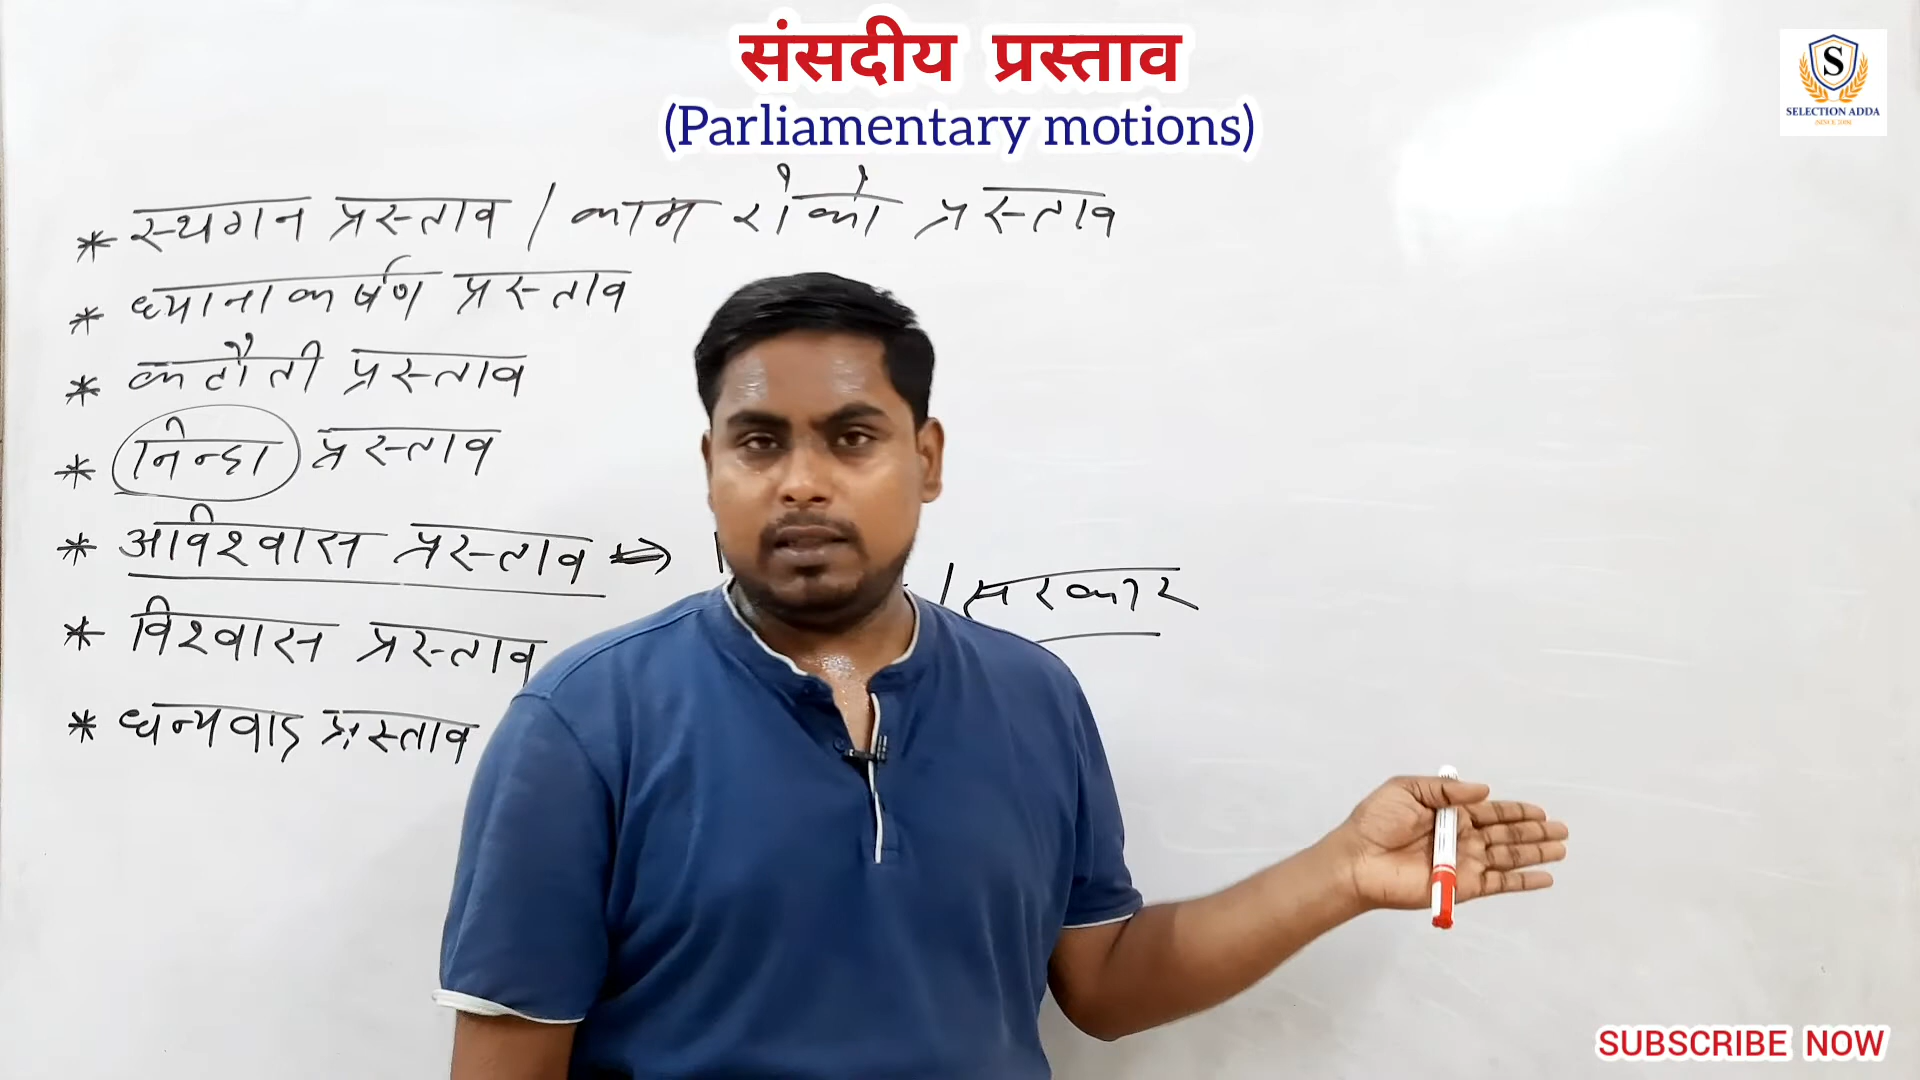 संसदीय प्रस्ताव
(Parliamentary motions)
S
SELECTION ADDA
* स्थगन प्रस्ताव / काम रोको प्रस्ताव
* ध्यानाकर्षण प्रस्ताव
* कटौती प्रस्ताव
* निन्दा प्रस्ताव
* अविश्वास प्रस्ताव ⇒ / सरकार
* विश्वास प्रस्ताव
* धन्यवाद प्रस्ताव
SUBSCRIBE NOW